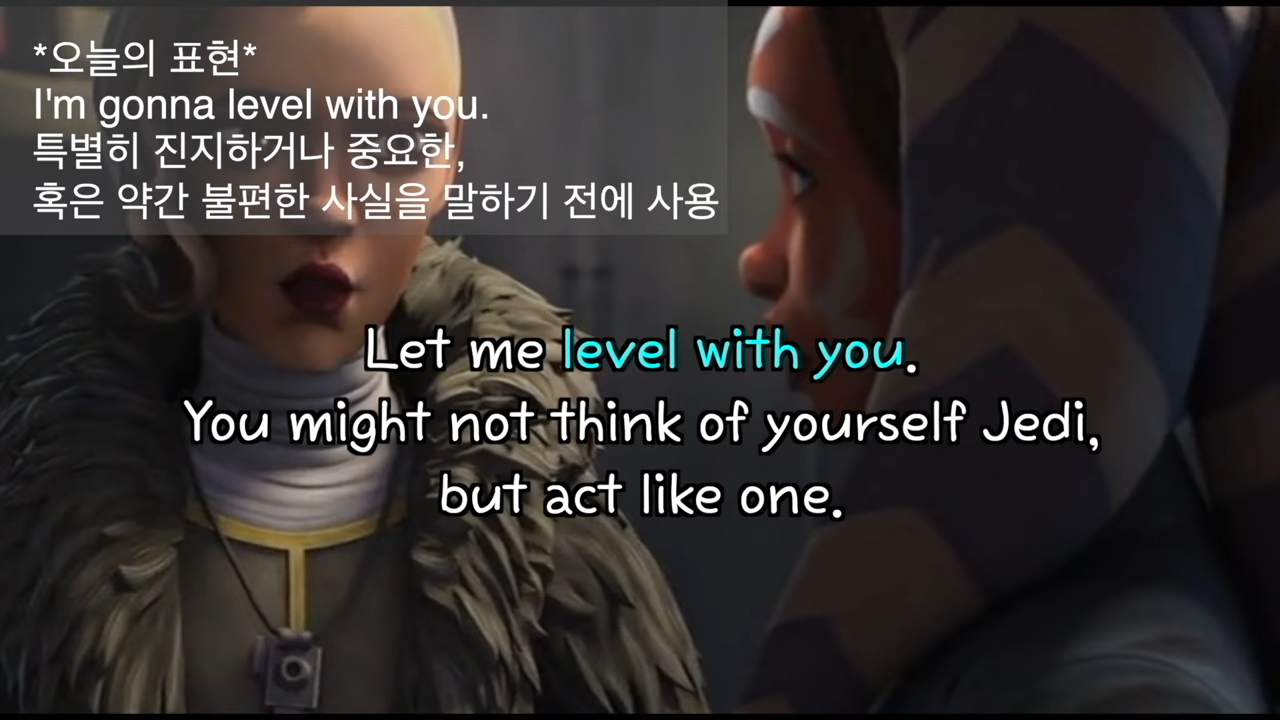 *오늘의 표현*
I'm gonna level with you.
특별히 진지하거나 중요한,
혹은 약간 불편한 사실을 말하기 전에 사용
Let me level with you.
You might not think of yourself Jedi,
but act like one.